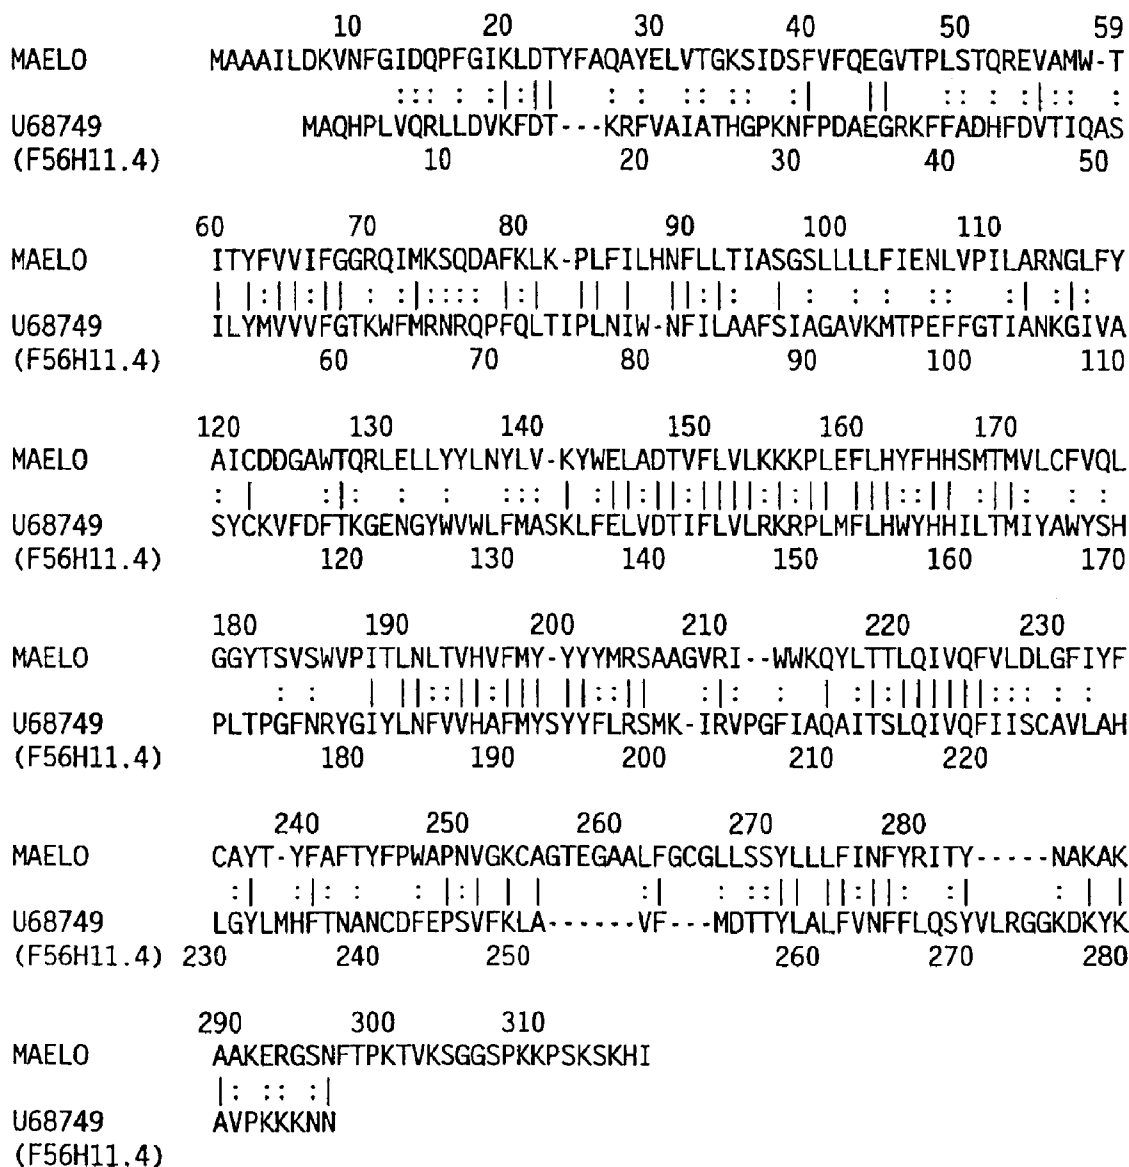 10 20 30 40 50 59
MAELO MAAAILDKVNFGIDQPFGIKLDTYFAQAYELVTGKSIDSFVFQEGVTPLSTQREVAMW-T
::: : :|:|| : : :: :: :| || :: : :|:: :
U68749 MAQHPLVQRLLDVKFDT---KRFVAIATHGPKNFPDAEGRKFFADHFDVTIQAS
(F56H11.4) 10 20 30 40 50
60 70 80 90 100 110
MAELO ITYFVVIFGGRQIMKSQDAFKLK-PLFILHNFLLTIASGSLLLLFIENLVPILARNGLFY
| |:||:|| : :|:::: |:| || | ||:|: | : : :: :| |:
U68749 ILYMVVVFGTKWFMRNRQPFQLTIPLNIW-NFILAAFSIAGAVKMTPEFFGTIANKGIVA
(F56H11.4) 60 70 80 90 100 110
120 130 140 150 160 170
MAELO AICDDGAWTQRLELLYYLNYLV-KYWELADTVFLVLKKKPLEFLHYFHHSMTMVLCFVQL
: | :|: : : ::: | :||:||:||||:|:|| |||::|| :||: : :
U68749 SYCKVFDFTKGENGYWVWLFMASKLFELVDTIFLVLRKRPLMFLHWYHHILTMIYAWYSH
(F56H11.4) 120 130 140 150 160 170
180 190 200 210 220 230
MAELO GGYTSVSWVPITLNLTVHVFMY-YYYMRSAAGVRI--WWKQYLTTLQIVQFVLDLGFIYF
: : | ||::||:||| ||::|| :| : : | :|:||||||:::: : :
U68749 PLTPGFNRYGIYLNFVVHAFMYSYYFLRSMK-IRVPGFIAQAITSLQIVQFIISCAVLAH
(F56H11.4) 180 190 200 210 220
240 250 260 270 280
MAELO CAYT-YFAFTYFPWAPNVGKCAGTEGAALFGCGLLSSYLLLFINFYRITY-----NAKAK
:| :|: : : | :| | | :| : ::|| ||:||: :| : | |
U68749 LGYLMHFTNANCDFEPSVFKLA------VF---MDTTYLALFVNFFLQSYVLRGGKDKYK
(F56H11.4) 230 240 250 260 270 280
290 300 310
MAELO AAKERGSNFTPKTVKSGGSPKKPSKSKHI
|: :: :|
U68749 AVPKKKNN
(F56H11.4)